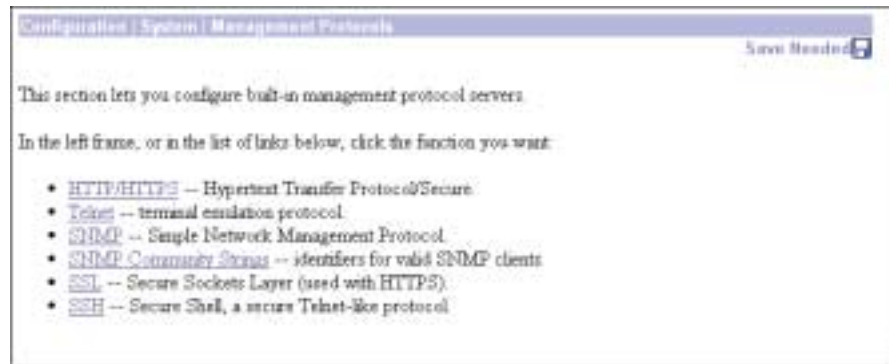 Configuration | System | Management Protocols
Save Needed
This section lets you configure built-in management protocol servers.
In the left frame, or in the list of links below, click the function you want:
• HTTP/HTTPS -- Hypertext Transfer Protocol/Secure
• Telnet -- terminal emulation protocol.
• SNMP -- Simple Network Management Protocol.
• SNMP Community Strings -- identifiers for valid SNMP clients
• SSL -- Secure Sockets Layer (used with HTTPS).
• SSH -- Secure Shell, a secure Telnet-like protocol